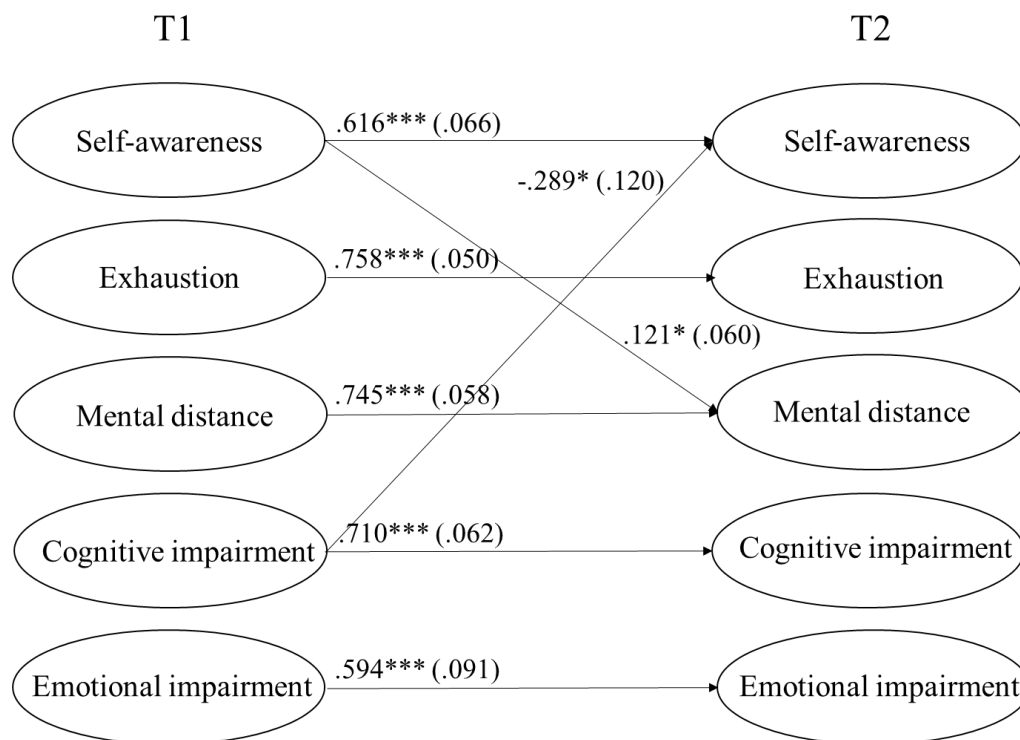 T1 T2
Self-awareness .616*** (.066) Self-awareness
-.289* (.120)
Exhaustion .758*** (.050) Exhaustion
.121* (.060)
Mental distance .745*** (.058) Mental distance
Cognitive impairment .710*** (.062) Cognitive impairment
Emotional impairment .594*** (.091) Emotional impairment